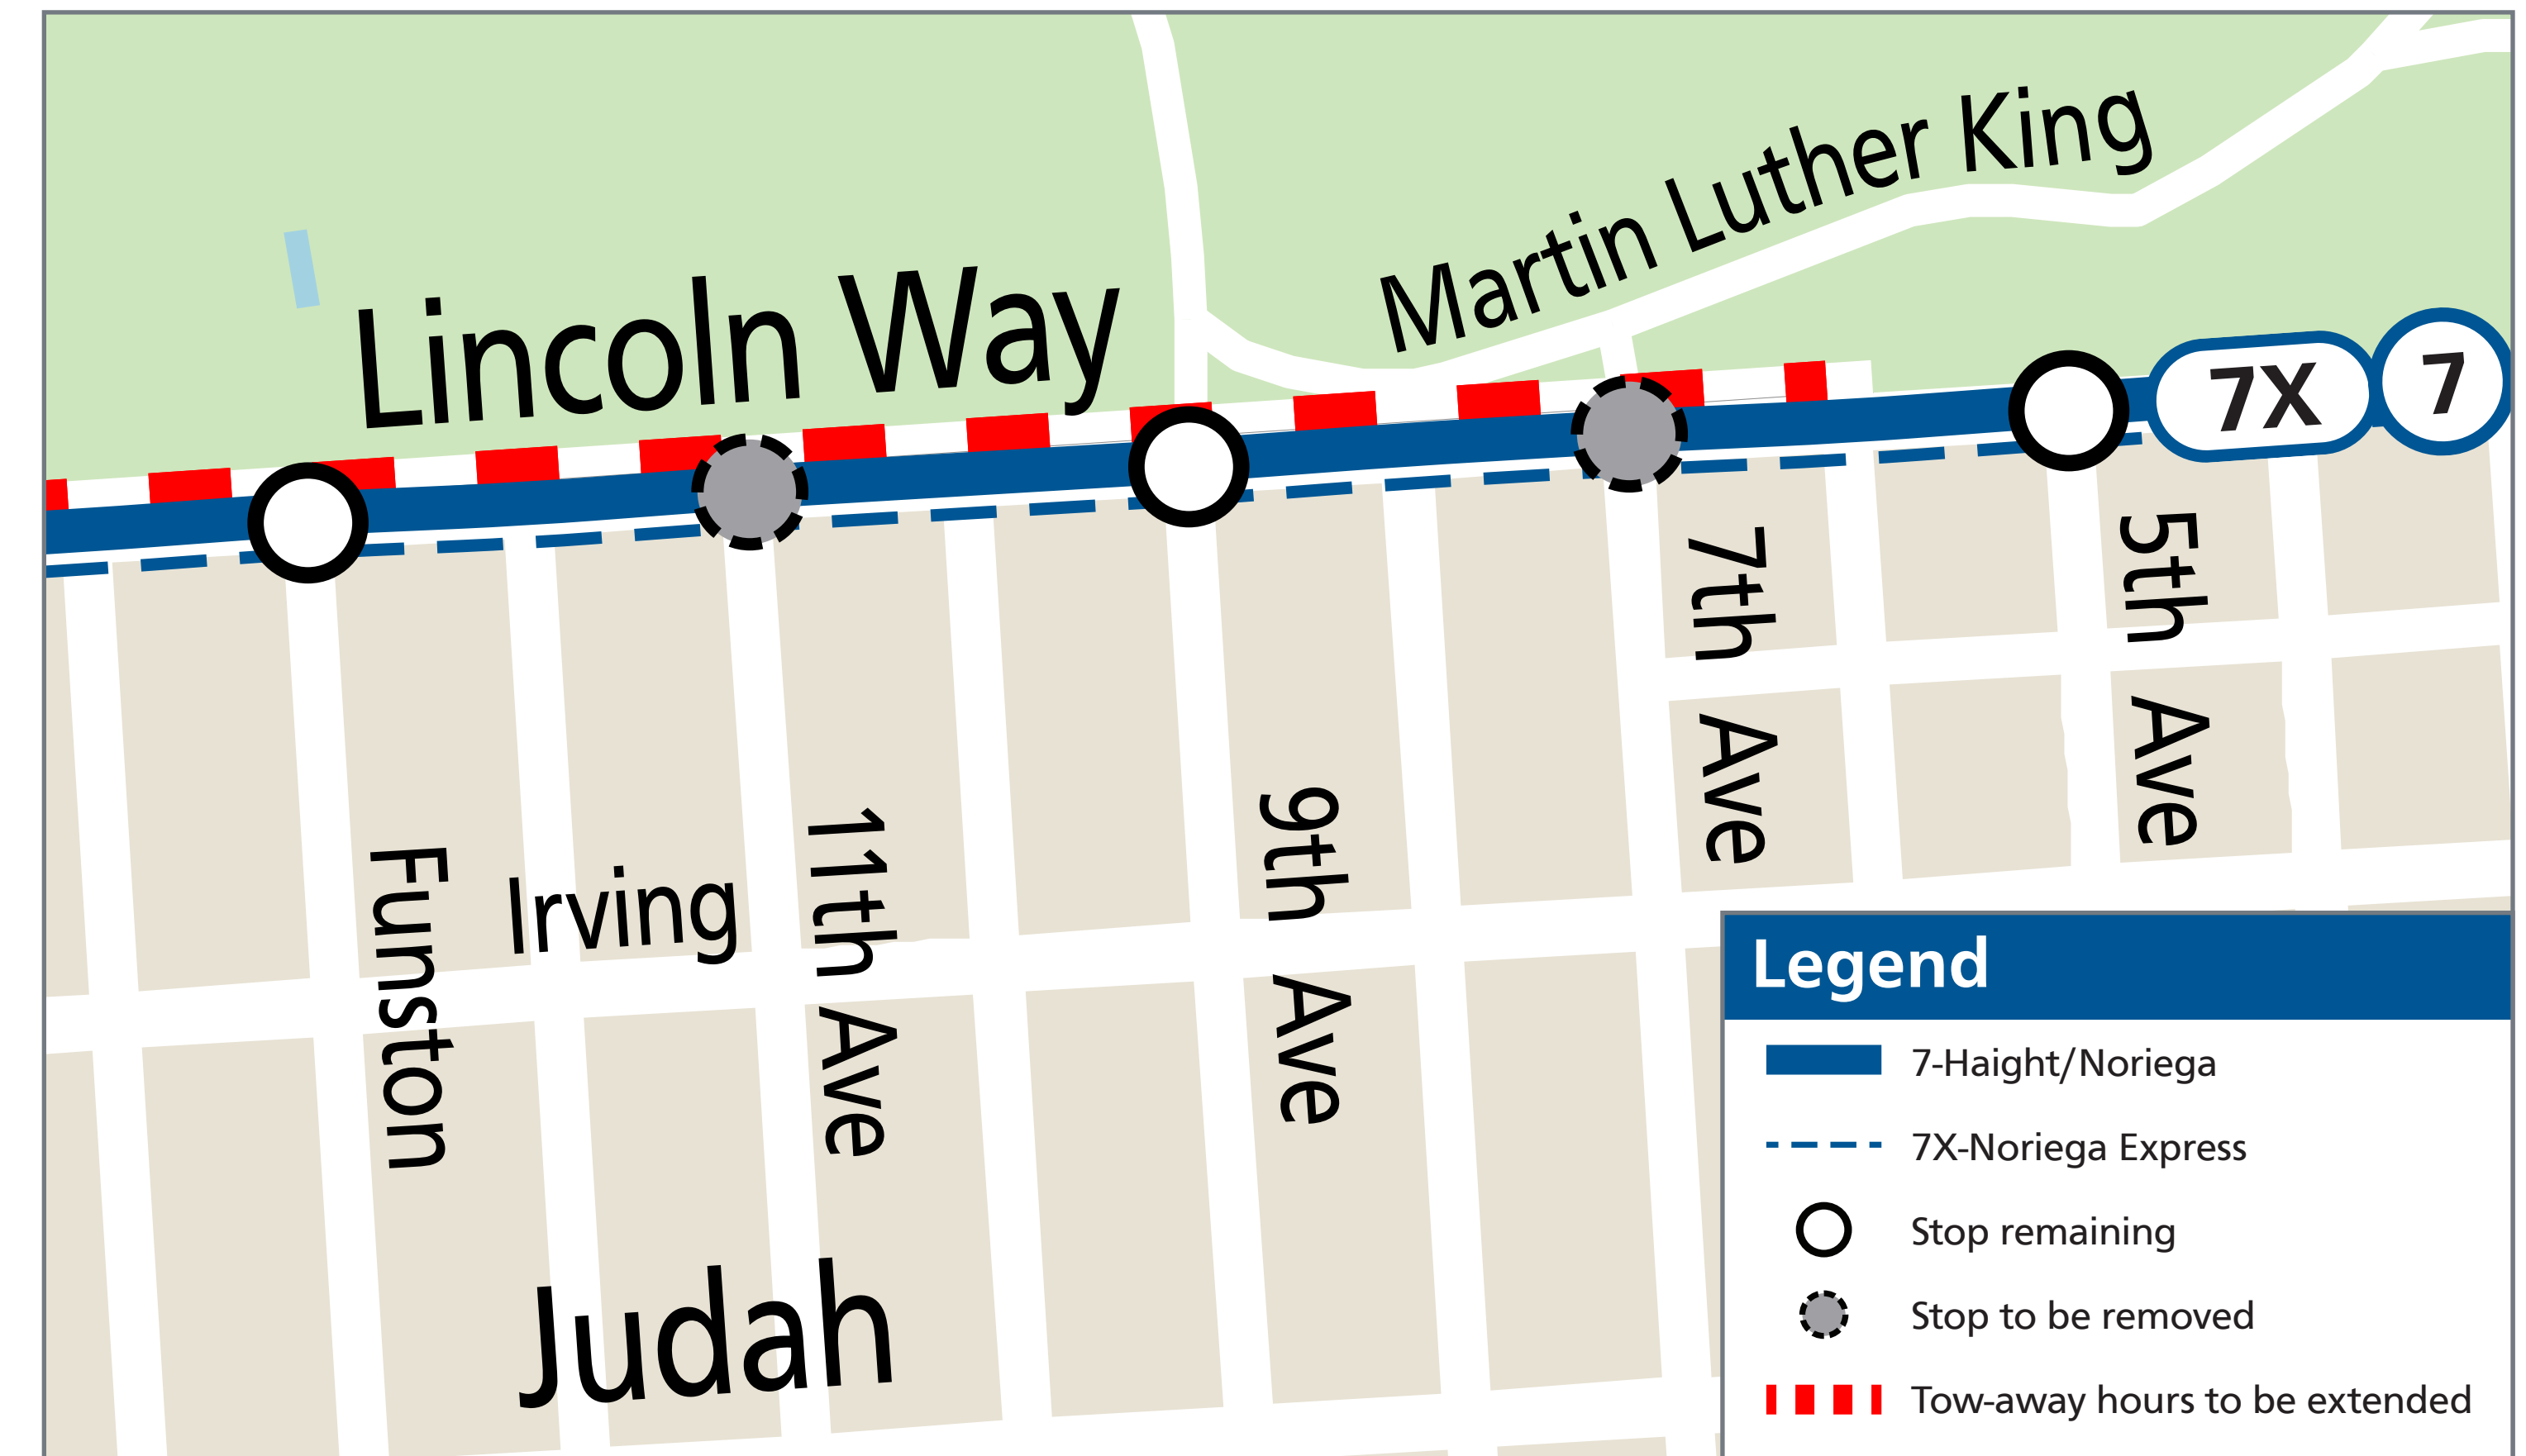 Martin Luther King
Lincoln Way
7X
7
5th Ave
7th Ave
9th Ave
11th Ave
Funston
Irving
Judah
Legend
7-Haight/Noriega
7X-Noriega Express
Stop remaining
Stop to be removed
Tow-away hours to be extended